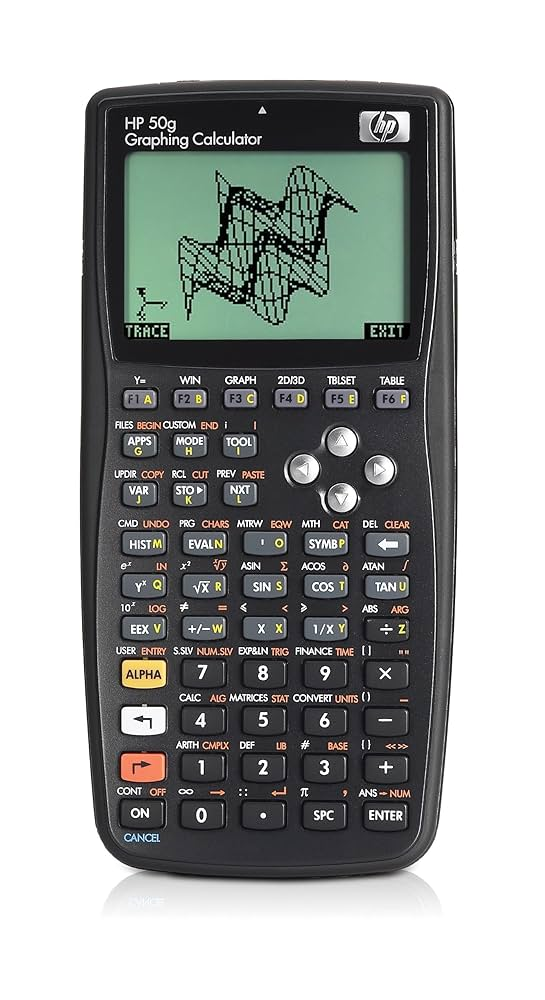 HP 50g
Graphing Calculator
hp
TRACE EXIT
Y= WIN GRAPH 2D/3D TBLSET TABLE
F1 A F2 B F3 C F4 D F5 E F6 F
FILES BEGIN CUSTOM END i I
APPS MODE TOOL
G H I
UPDIR COPY RCL CUT PREV PASTE
VAR STO▶ NXT
J K L
CMD UNDO PRG CHARS MTRW EQW MTH CAT DEL CLEAR
HIST M EVAL N ' O SYMB P ←
eˣ LN x² ˣ√y ASIN Σ ACOS ∂ ATAN ∫
Yˣ Q √X R SIN S COS T TAN U
10ˣ LOG ≠ = ≤ < ≥ > ABS ARG
EEX V +/− W X X 1/X Y ÷ Z
USER ENTRY S.SLV NUM.SLV EXP&LN TRIG FINANCE TIME [ ] " "
ALPHA 7 8 9 ×
CALC ALG MATRICES STAT CONVERT UNITS ( ) _
↰ 4 5 6 −
ARITH CMPLX DEF LIB # BASE { } « »
↱ 1 2 3 +
CONT OFF ∞ → : : ↵ π , ANS →NUM
ON 0 . SPC ENTER
CANCEL